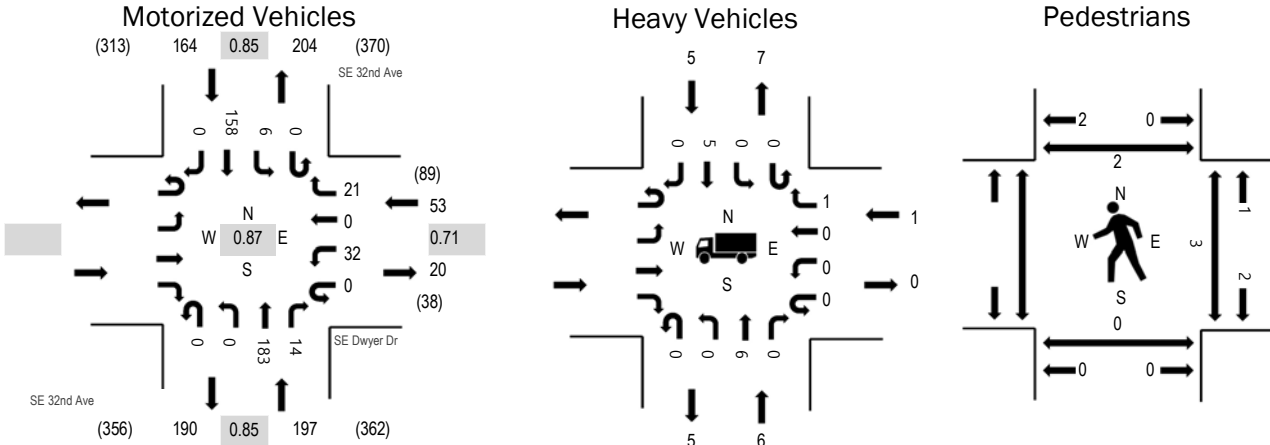 Motorized Vehicles
Heavy Vehicles
Pedestrians
(313) 164 0.85 204 (370)
SE 32nd Ave
0 158 6 0
21
0
32
0
(89)
53
0.71
20
(38)
N
W 0.87 E
S
0 0 183 14
SE Dwyer Dr
SE 32nd Ave
(356) 190 0.85 197 (362)
5 7
0 5 0 0
1
0
0
0
1
0
N
W E
S
0 0 6 0
5 6
2 0
2
N
W E
S
3
1
2
0
0 0